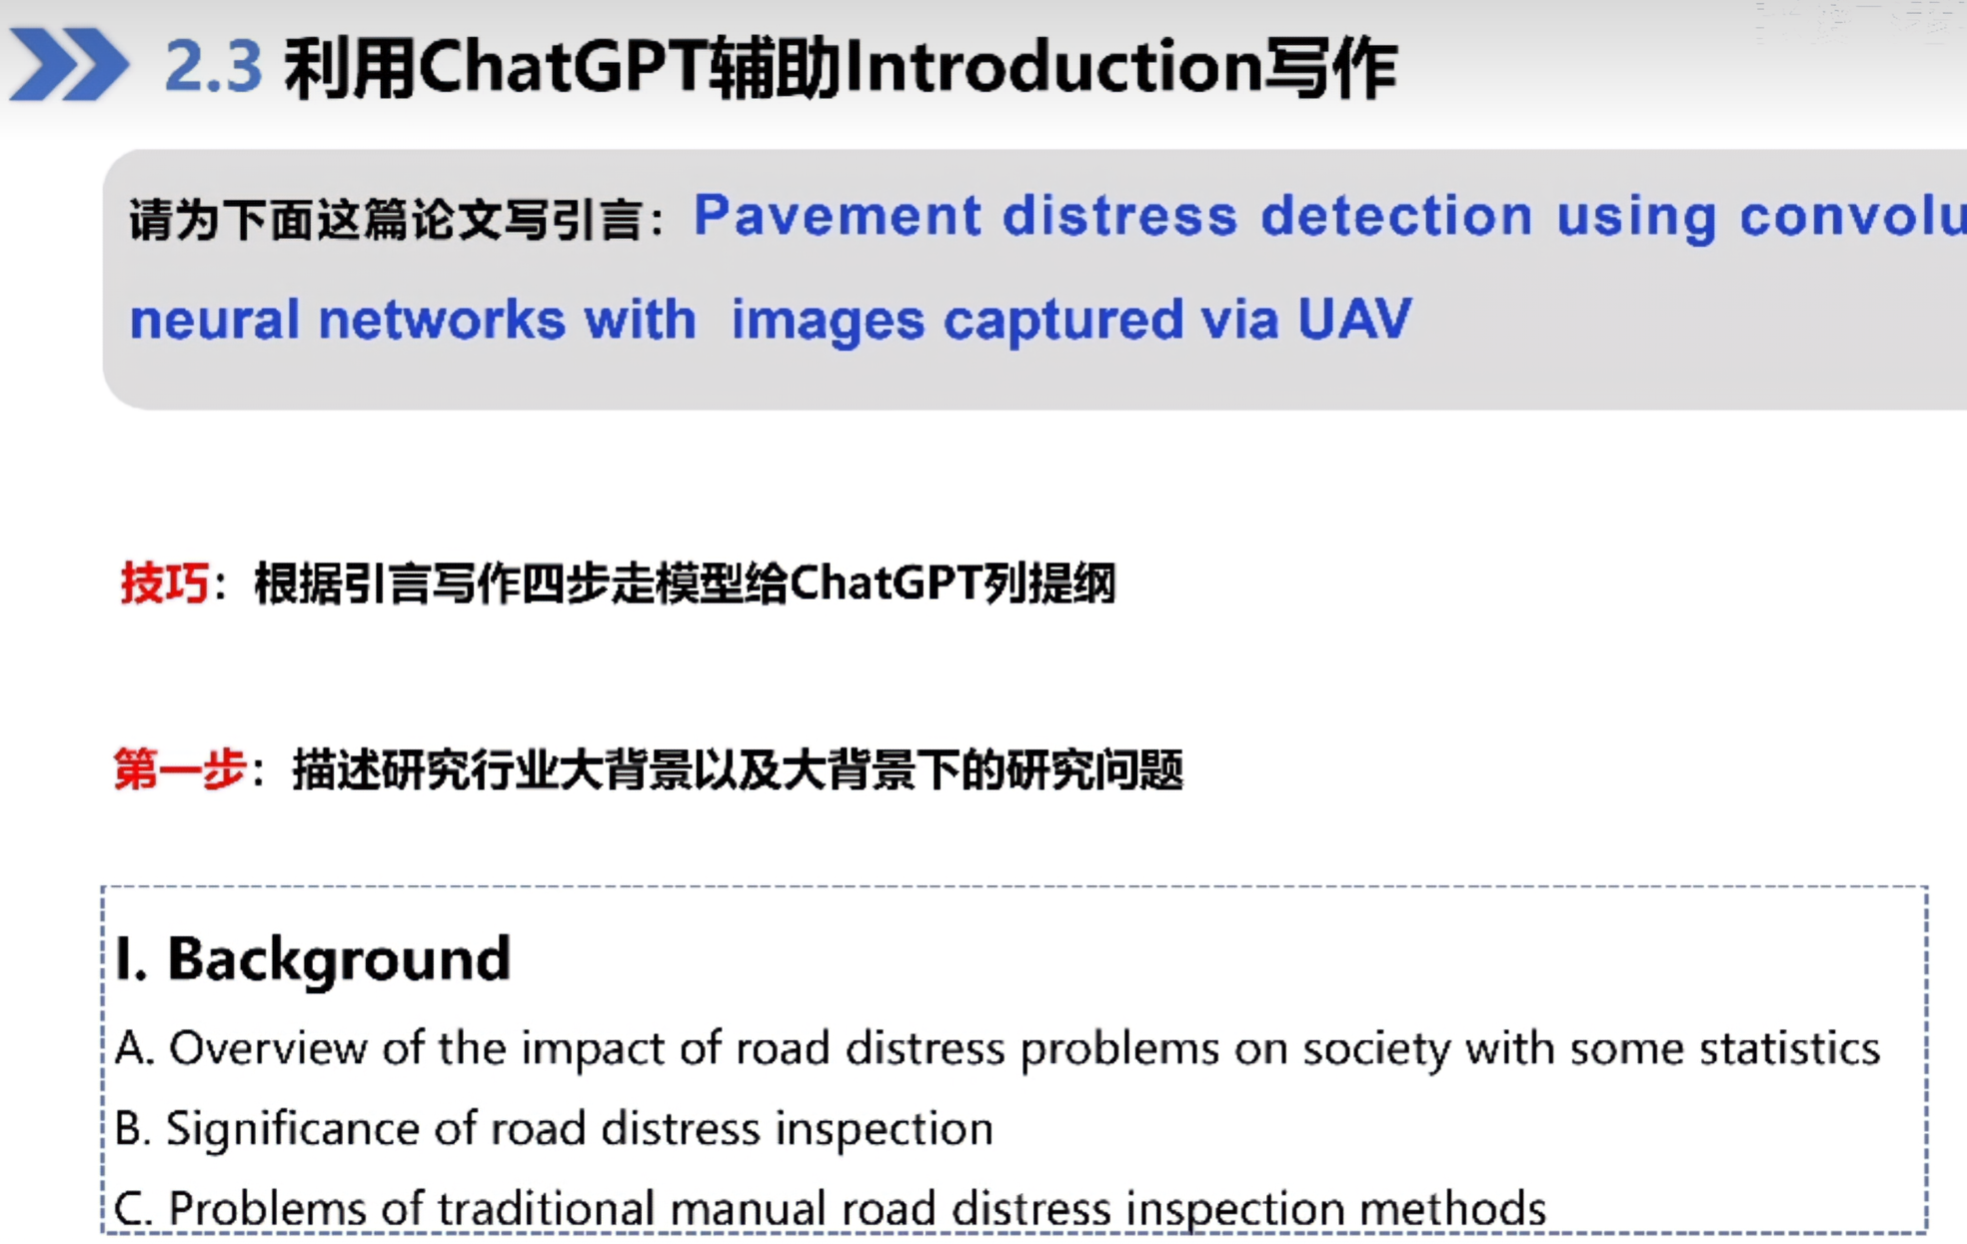 2.3 利用ChatGPT辅助Introduction写作
请为下面这篇论文写引言：Pavement distress detection using convolu
neural networks with images captured via UAV
技巧：根据引言写作四步走模型给ChatGPT列提纲
第一步：描述研究行业大背景以及大背景下的研究问题
I. Background
A. Overview of the impact of road distress problems on society with some statistics
B. Significance of road distress inspection
C. Problems of traditional manual road distress inspection methods